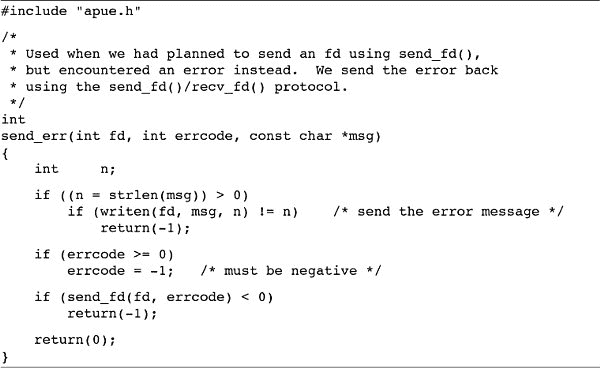 #include "apue.h"
/*
 * Used when we had planned to send an fd using send_fd(),
 * but encountered an error instead.  We send the error back
 * using the send_fd()/recv_fd() protocol.
 */
int
send_err(int fd, int errcode, const char *msg)
{
    int     n;
    if ((n = strlen(msg)) > 0)
        if (writen(fd, msg, n) != n)    /* send the error message */
            return(-1);
    if (errcode >= 0)
        errcode = -1;   /* must be negative */
    if (send_fd(fd, errcode) < 0)
        return(-1);
    return(0);
}